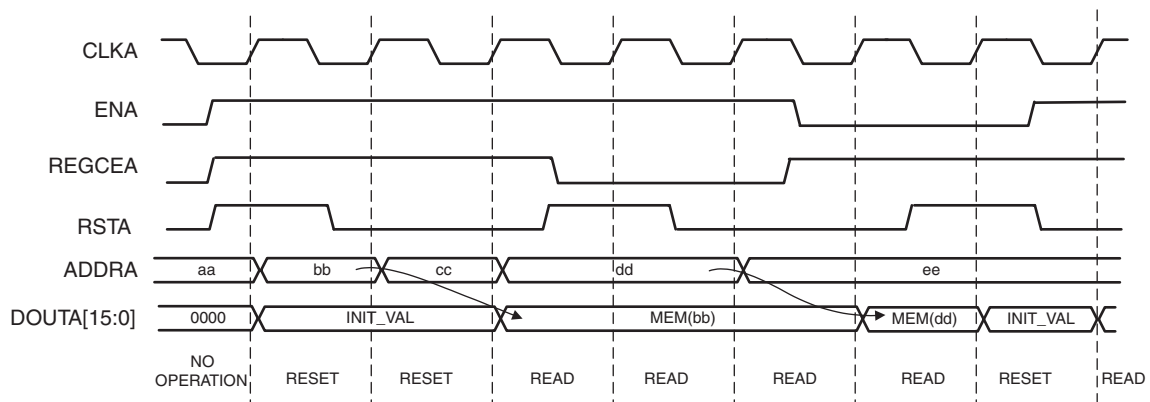 CLKA
ENA
REGCEA
RSTA
ADDRA aa bb cc dd ee
DOUTA[15:0] 0000 INIT_VAL MEM(bb) MEM(dd) INIT_VAL
NO
OPERATION RESET RESET READ READ READ READ RESET READ